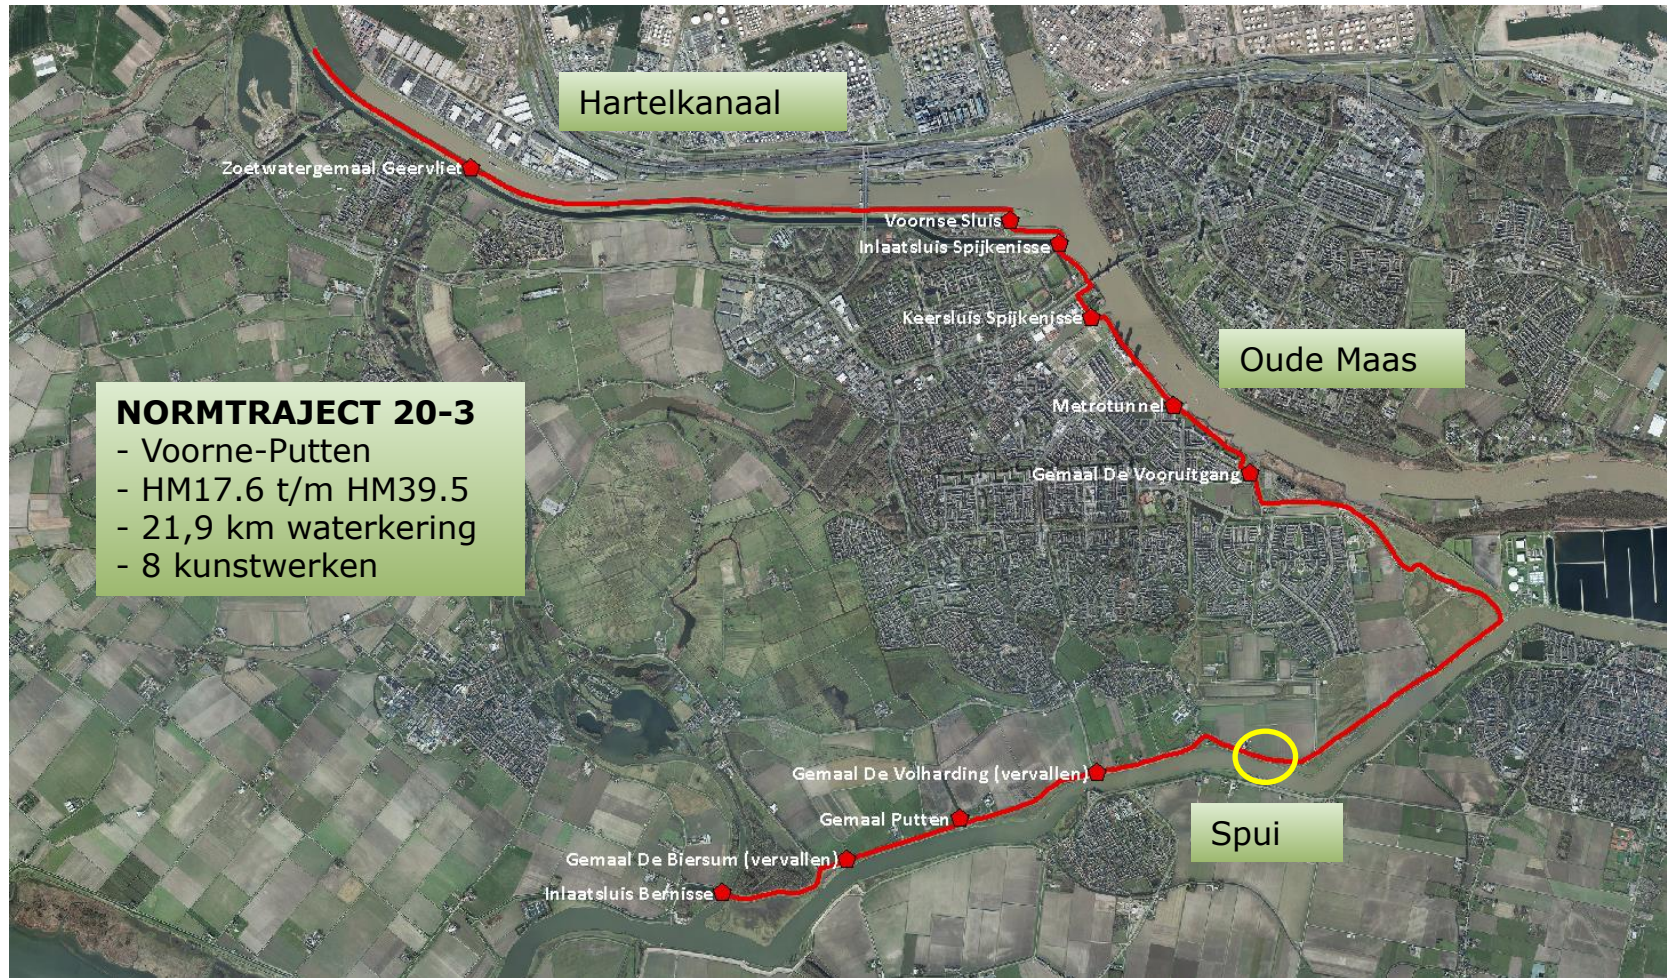 Hartelkanaal
Zoetwatergemaal Geervliet
Voornse Sluis
Inlaatsluis Spijkenisse
Keersluis Spijkenisse
Oude Maas
NORMTRAJECT 20-3
- Voorne-Putten
- HM17.6 t/m HM39.5
- 21,9 km waterkering
- 8 kunstwerken
Metrotunnel
Gemaal De Vooruitgang
Gemaal De Volharding (vervallen)
Gemaal Putten
Spui
Gemaal De Biersum (vervallen)
Inlaatsluis Bernisse